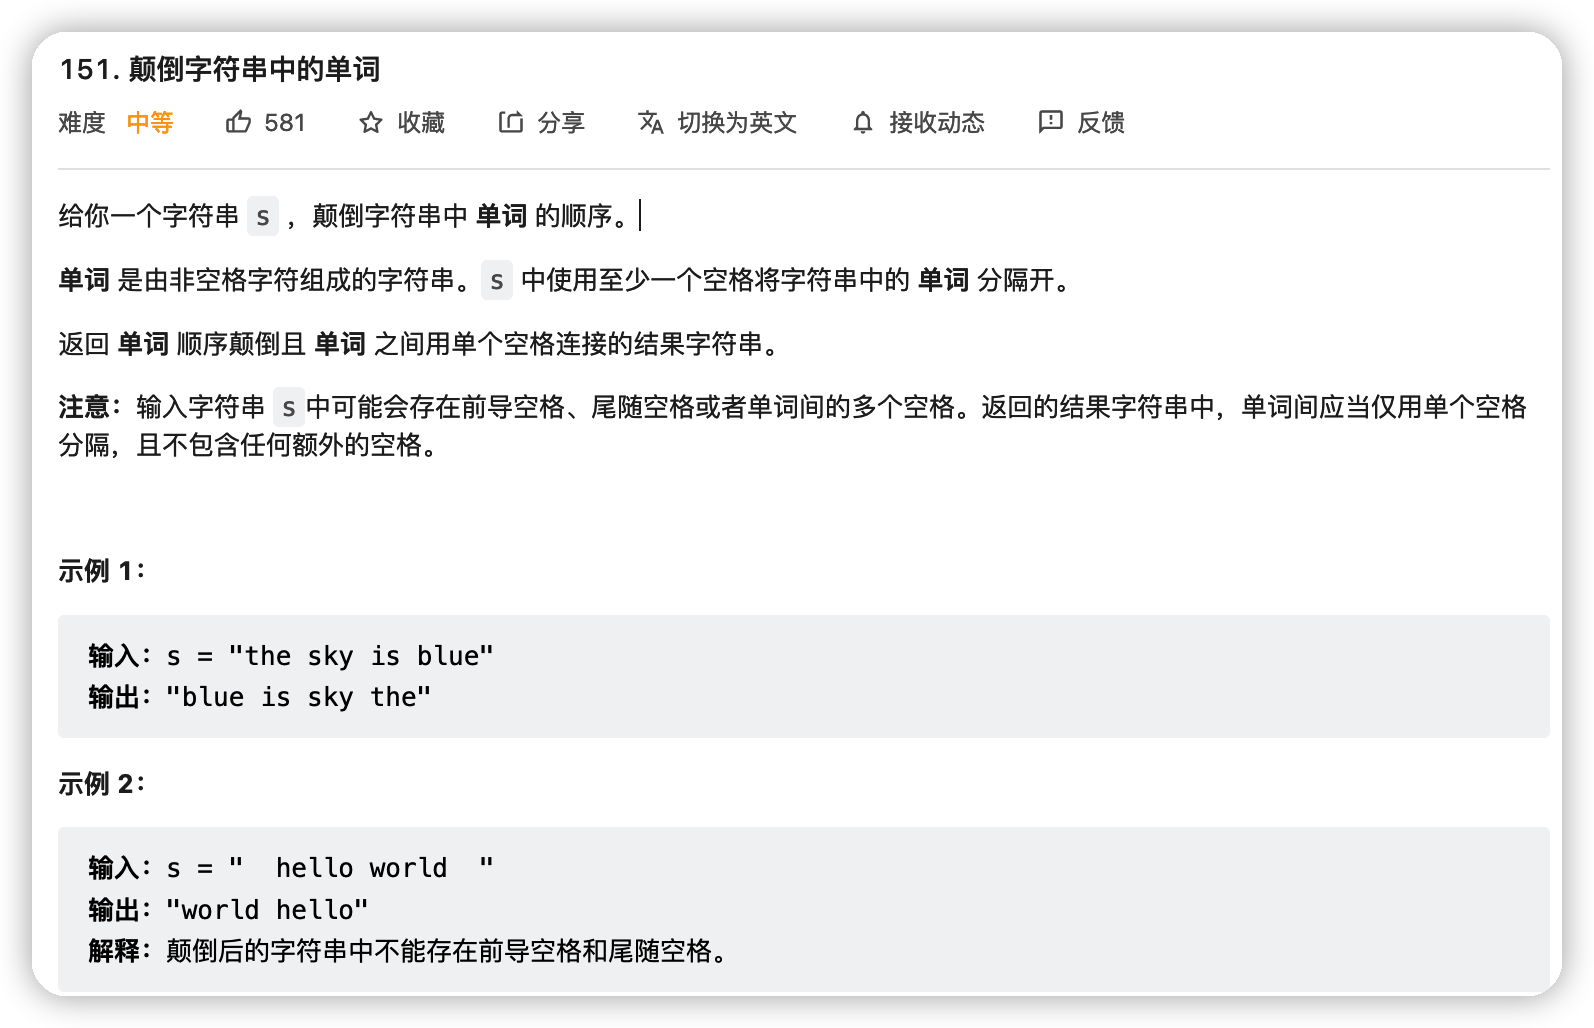 151. 颠倒字符串中的单词
难度 中等 581 收藏 分享 切换为英文 接收动态 反馈
给你一个字符串 s ，颠倒字符串中 单词 的顺序。
单词 是由非空格字符组成的字符串。s 中使用至少一个空格将字符串中的 单词 分隔开。
返回 单词 顺序颠倒且 单词 之间用单个空格连接的结果字符串。
注意：输入字符串 s中可能会存在前导空格、尾随空格或者单词间的多个空格。返回的结果字符串中，单词间应当仅用单个空格
分隔，且不包含任何额外的空格。
示例 1：
输入：s = "the sky is blue"
输出："blue is sky the"
示例 2：
输入：s = "  hello world  "
输出："world hello"
解释：颠倒后的字符串中不能存在前导空格和尾随空格。